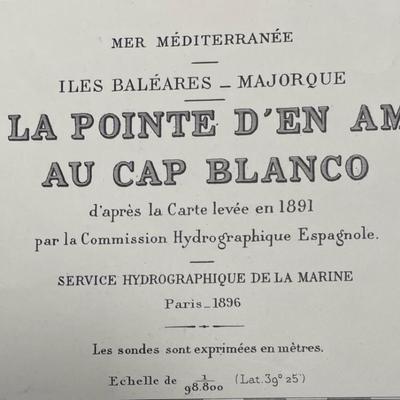 MER MÉDITERRANÉE
ILES BALÉARES _ MAJORQUE
LA POINTE D'EN AM
AU CAP BLANCO
d'après la Carte levée en 1891
par la Commission Hydrographique Espagnole.
SERVICE HYDROGRAPHIQUE DE LA MARINE
Paris_1896
Les sondes sont exprimées en mètres.
Echelle de 1/98.800 (Lat. 39° 25')